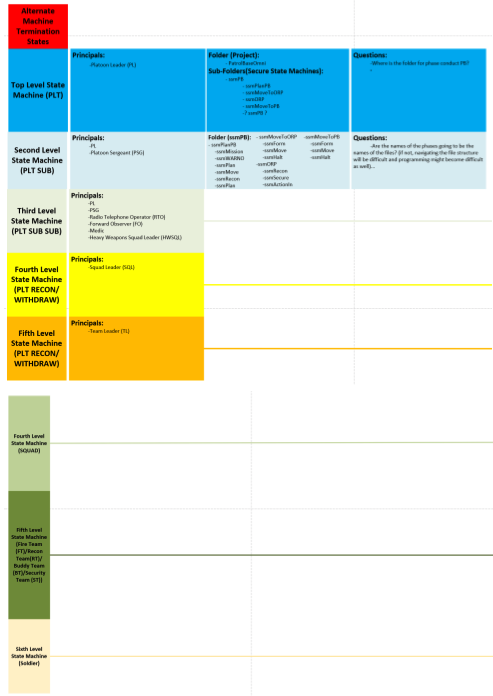 Alternate
Machine
Termination
States
Top Level State
Machine (PLT)
Principals:
-Platoon Leader (PL)
Folder (Project):
- PatrolBaseOmni
Sub-Folders(Secure State Machines):
- ssmPB
- ssmPlanPB
- ssmMoveToORP
- ssmORP
- ssmMoveToPB
-? ssmPB ?
Questions:
-Where is the folder for phase conduct PB?
-
Second Level
State Machine
(PLT SUB)
Principals:
-PL
-Platoon Sergeant (PSG)
Folder (ssmPB):
-ssmPlanPB
-ssmMission
-ssmWARNO
-ssmPlan
-ssmMove
-ssmRecon
-ssmPlan
-ssmMoveToORP
-ssmForm
-ssmMove
-ssmHalt
-ssmORP
-ssmRecon
-ssmSecure
-ssmActionIn
-ssmMoveToPB
-ssmForm
-ssmMove
-ssmHalt
Questions:
-Are the names of the phases going to be the
names of the files? (if not, navigating the file structure
will be difficult and programming might become difficult
as well)...
Third Level
State Machine
(PLT SUB SUB)
Principals:
-PL
-PSG
-Radio Telephone Operator (RTO)
-Forward Observer (FO)
-Medic
-Heavy Weapons Squad Leader (HWSQL)
Fourth Level
State Machine
(PLT RECON/
WITHDRAW)
Principals:
-Squad Leader (SQL)
Fifth Level
State Machine
(PLT RECON/
WITHDRAW)
Principals:
-Team Leader (TL)
Fourth Level
State Machine
(SQUAD)
Fifth Level
State Machine
(Fire Team
(FT)/Recon
Team(RT)/
Buddy Team
(BT)/Security
Team (ST))
Sixth Level
State Machine
(Soldier)